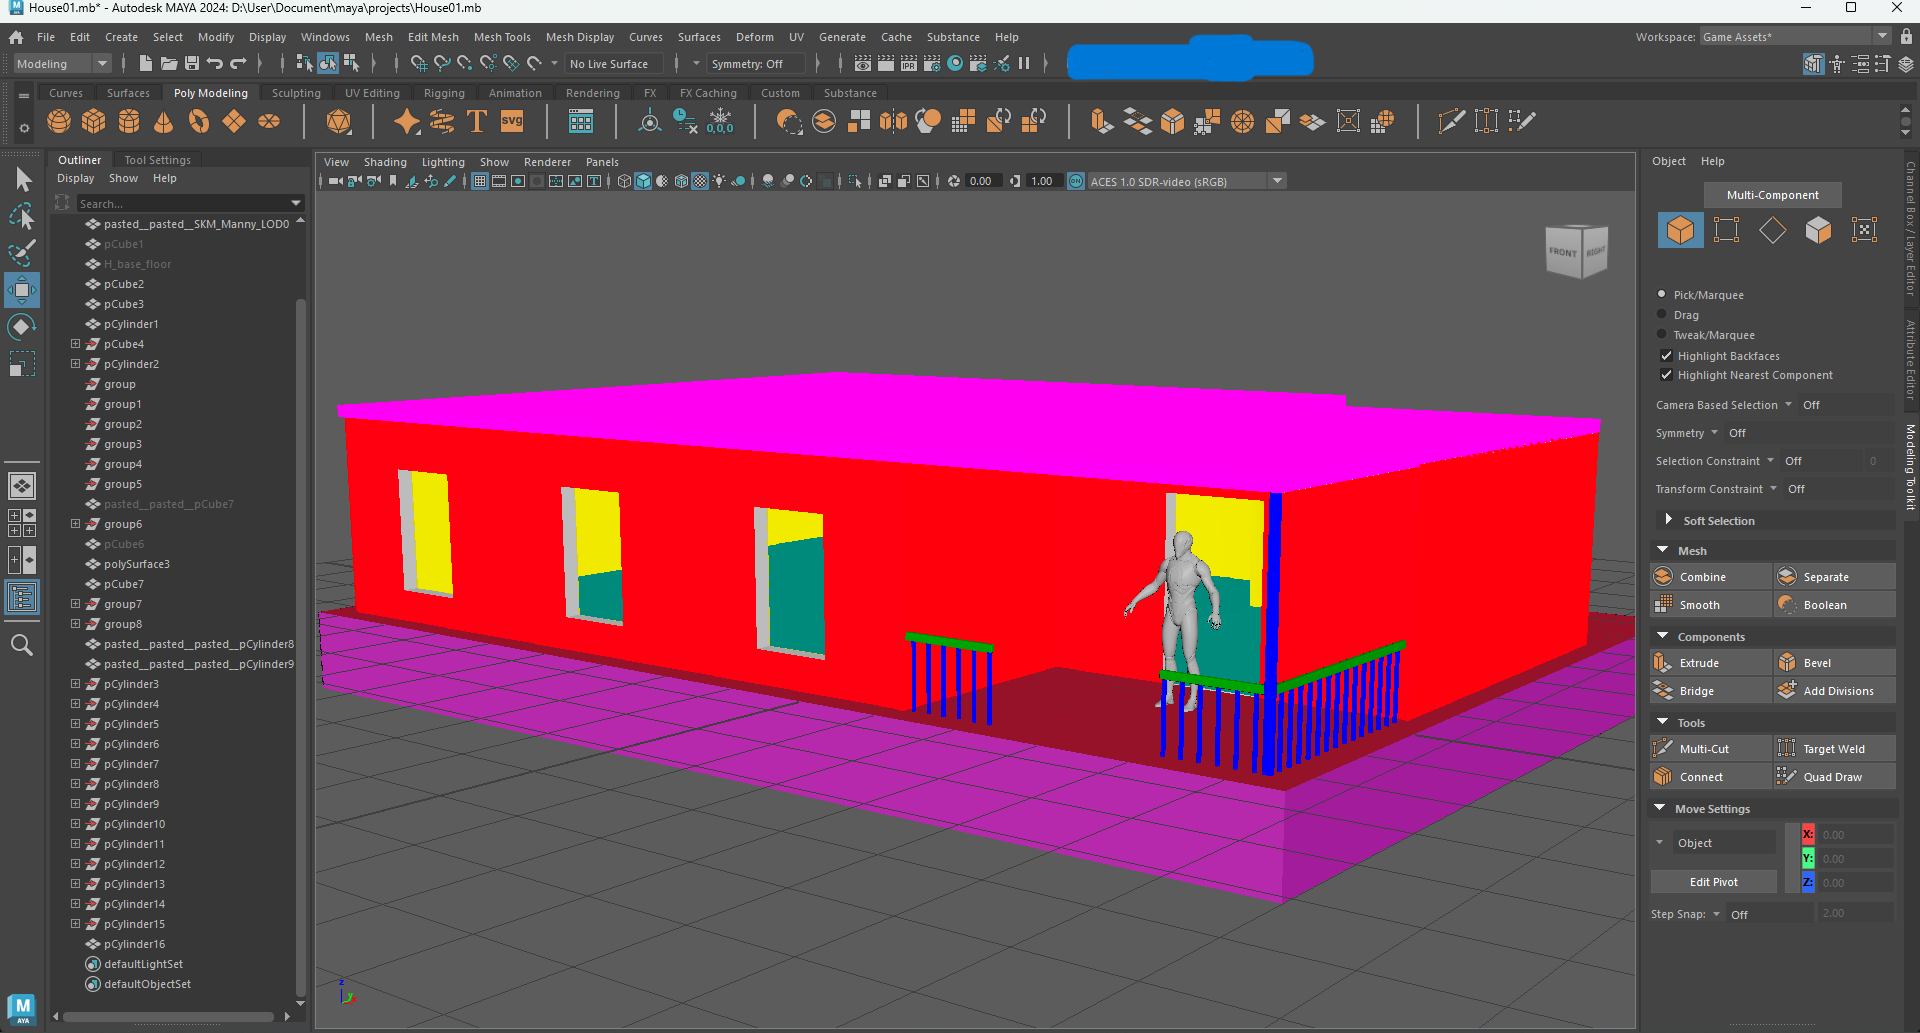 House01.mb* - Autodesk MAYA 2024: D:\User\Document\maya\projects\House01.mb
File Edit Create Select Modify Display Windows Mesh Edit Mesh Mesh Tools Mesh Display Curves Surfaces Deform UV Generate Cache Substance Help
Workspace: Game Assets*
Modeling No Live Surface Symmetry: Off
Curves Surfaces Poly Modeling Sculpting UV Editing Rigging Animation Rendering FX FX Caching Custom Substance
T svg 0,0,0
Outliner Tool Settings
Display Show Help
Search...
pasted__pasted__SKM_Manny_LOD0
pCube1
H_base_floor
pCube2
pCube3
pCylinder1
pCube4
pCylinder2
group
group1
group2
group3
group4
group5
pasted__pasted__pCube7
group6
pCube6
polySurface3
pCube7
group7
group8
pasted__pasted__pasted__pCylinder8
pasted__pasted__pasted__pCylinder9
pCylinder3
pCylinder4
pCylinder5
pCylinder6
pCylinder7
pCylinder8
pCylinder9
pCylinder10
pCylinder11
pCylinder12
pCylinder13
pCylinder14
pCylinder15
pCylinder16
defaultLightSet
defaultObjectSet
M
AYA
View Shading Lighting Show Renderer Panels
0.00 1.00 ACES 1.0 SDR-video (sRGB)
FRONT RIGHT
z
y
Object Help
Multi-Component
Pick/Marquee
Drag
Tweak/Marquee
Highlight Backfaces
Highlight Nearest Component
Camera Based Selection Off
Symmetry Off
Selection Constraint Off 0
Transform Constraint Off
Soft Selection
Mesh
Combine Separate
Smooth Boolean
Components
Extrude Bevel
Bridge Add Divisions
Tools
Multi-Cut Target Weld
Connect Quad Draw
Move Settings
Object
X: 0.00
Y: 0.00
Z: 0.00
Edit Pivot
Step Snap: Off 2.00
Channel Box / Layer Editor
Attribute Editor
Modeling Toolkit